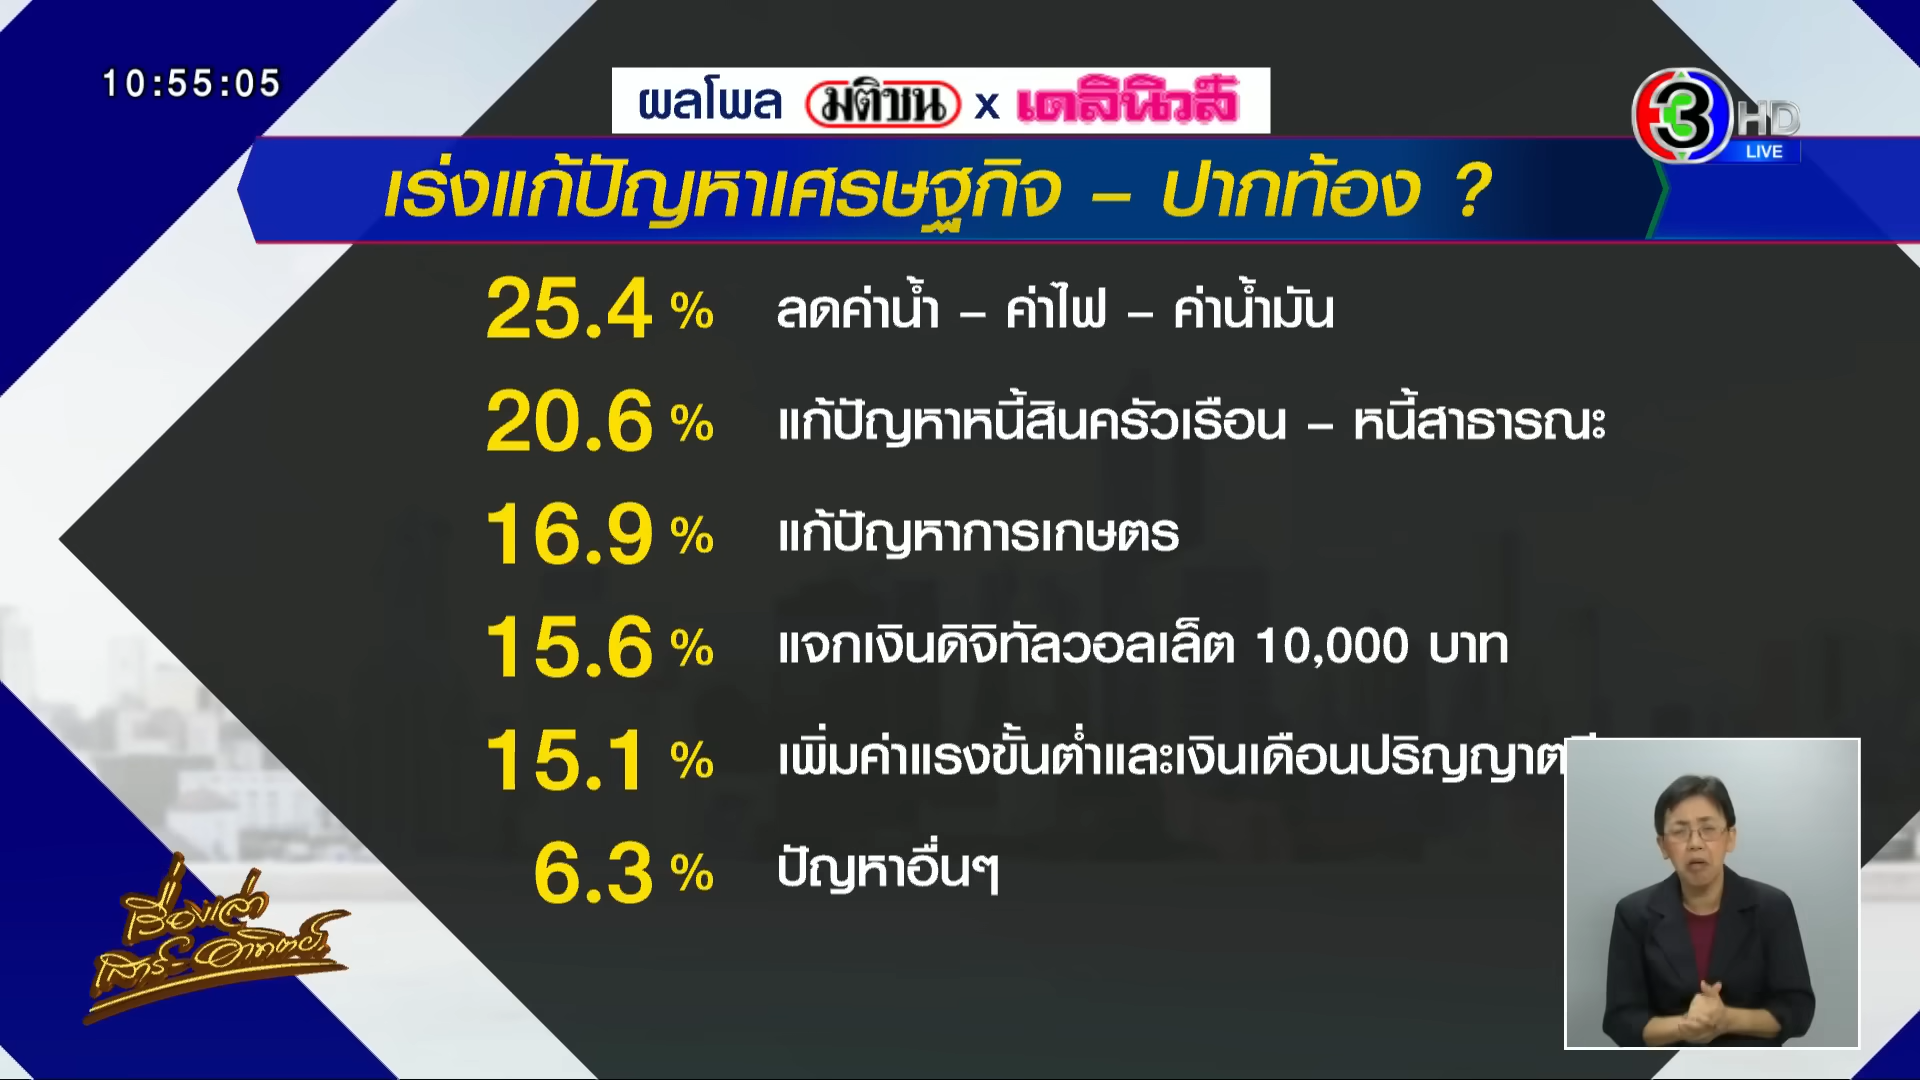 10:55:05
ผลโพล มติชน x เดลินิวส์
3 HD
LIVE
เร่งแก้ปัญหาเศรษฐกิจ – ปากท้อง ?
25.4 % ลดค่าน้ำ – ค่าไฟ – ค่าน้ำมัน
20.6 % แก้ปัญหาหนี้สินครัวเรือน – หนี้สาธารณะ
16.9 % แก้ปัญหาการเกษตร
15.6 % แจกเงินดิจิทัลวอลเล็ต 10,000 บาท
15.1 % เพิ่มค่าแรงขั้นต่ำและเงินเดือนปริญญาต
6.3 % ปัญหาอื่นๆ
เรื่องเล่า
เสาร์-อาทิตย์